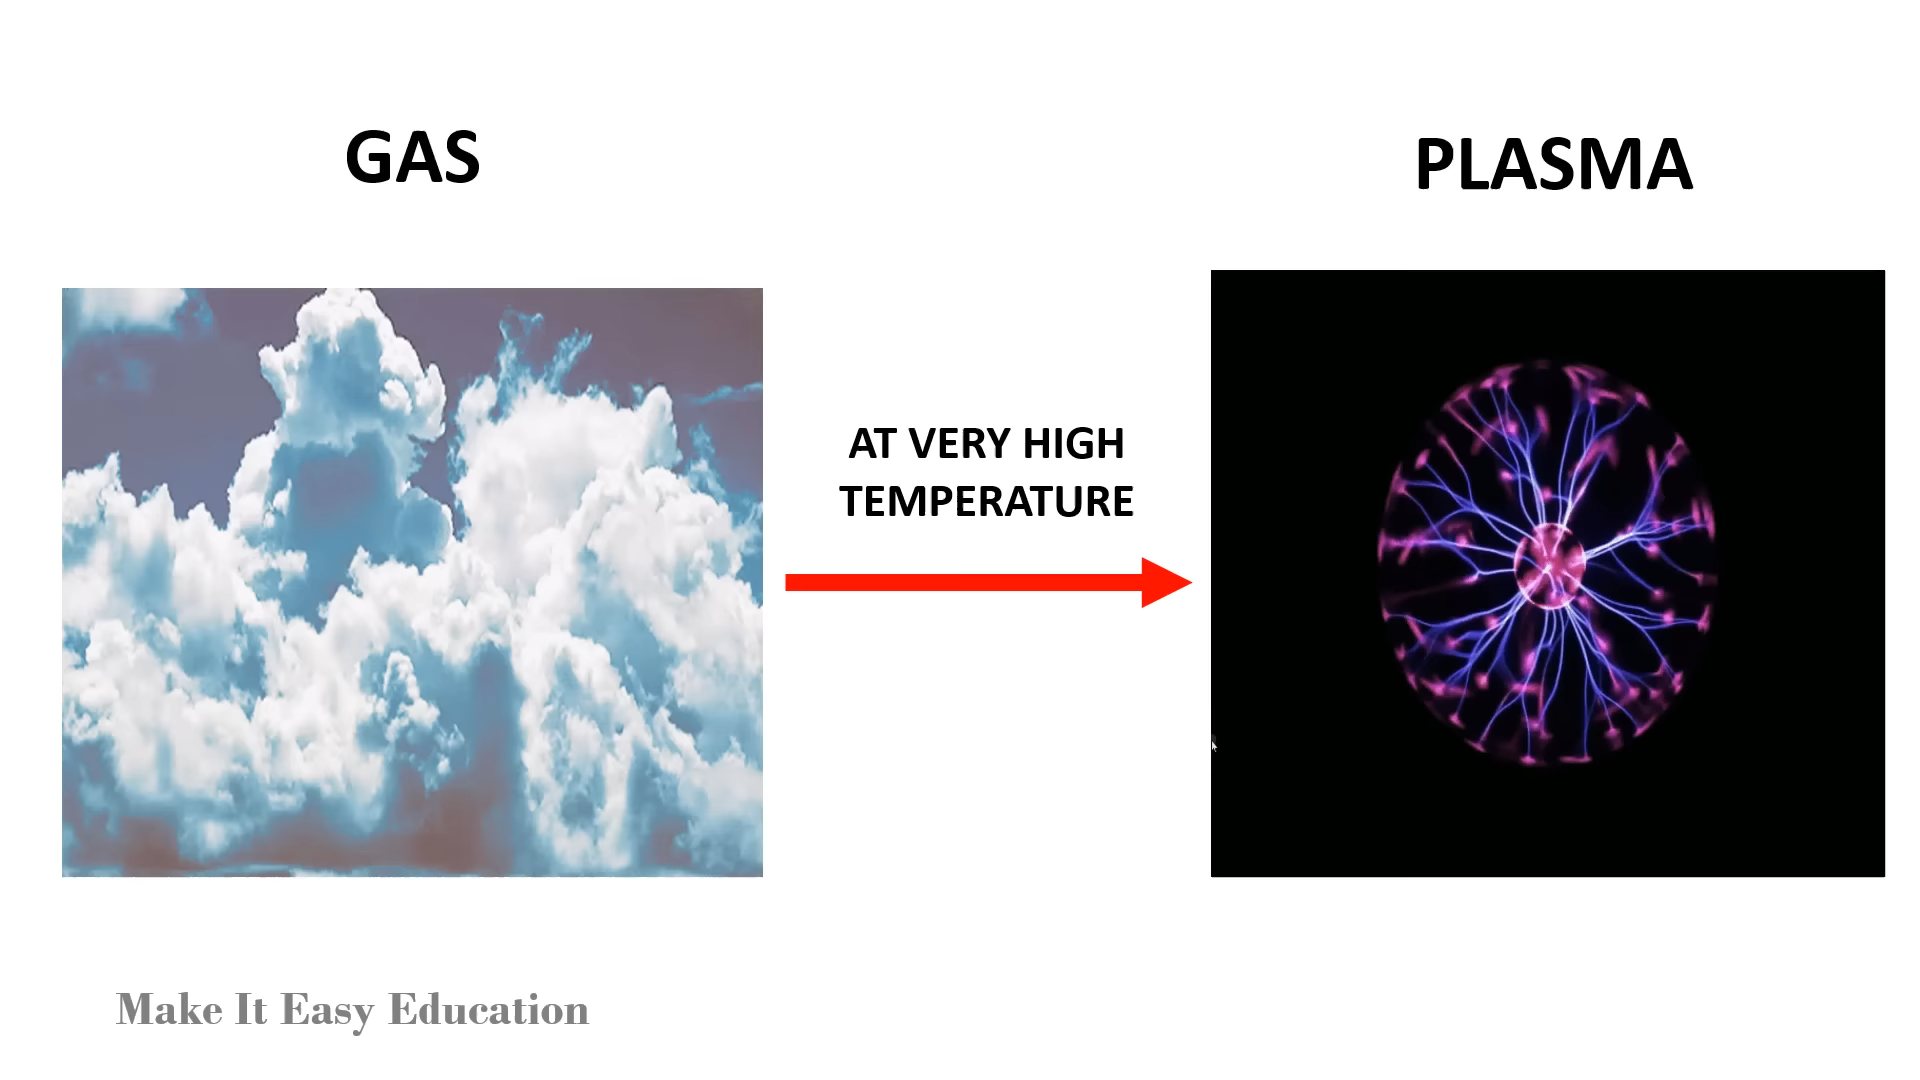 GAS
PLASMA
AT VERY HIGH
TEMPERATURE
Make It Easy Education